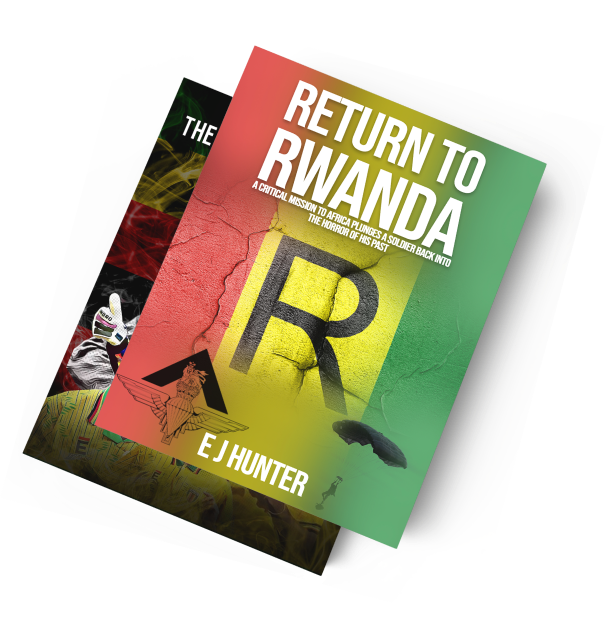 THE
RETURN TO
RWANDA
A CRITICAL MISSION TO AFRICA PLUNGES A SOLDIER BACK INTO
THE HORROR OF HIS PAST
R
E J HUNTER